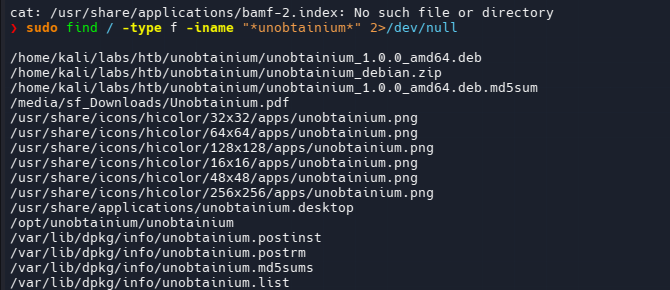 cat: /usr/share/applications/bamf-2.index: No such file or directory
❯ sudo find / -type f -iname "*unobtainium*" 2>/dev/null
/home/kali/labs/htb/unobtainium/unobtainium_1.0.0_amd64.deb
/home/kali/labs/htb/unobtainium/unobtainium_debian.zip
/home/kali/labs/htb/unobtainium/unobtainium_1.0.0_amd64.deb.md5sum
/media/sf_Downloads/Unobtainium.pdf
/usr/share/icons/hicolor/32x32/apps/unobtainium.png
/usr/share/icons/hicolor/64x64/apps/unobtainium.png
/usr/share/icons/hicolor/128x128/apps/unobtainium.png
/usr/share/icons/hicolor/16x16/apps/unobtainium.png
/usr/share/icons/hicolor/48x48/apps/unobtainium.png
/usr/share/icons/hicolor/256x256/apps/unobtainium.png
/usr/share/applications/unobtainium.desktop
/opt/unobtainium/unobtainium
/var/lib/dpkg/info/unobtainium.postinst
/var/lib/dpkg/info/unobtainium.postrm
/var/lib/dpkg/info/unobtainium.md5sums
/var/lib/dpkg/info/unobtainium.list